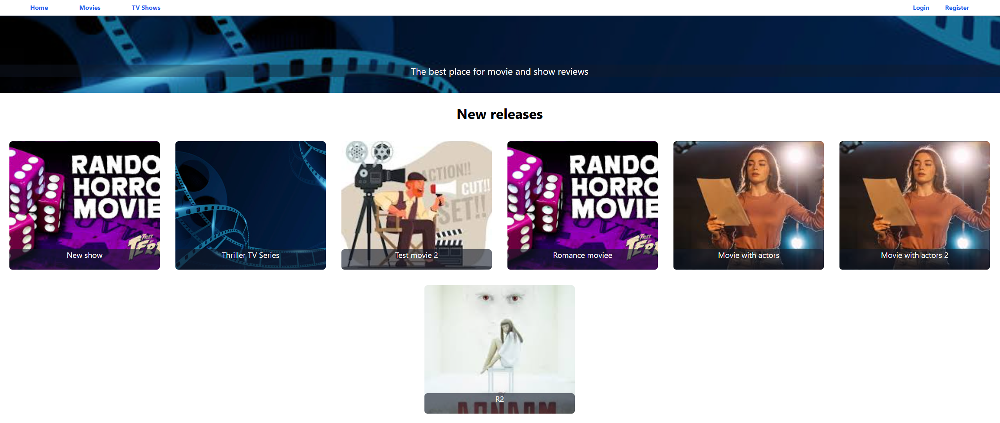 Home Movies TV Shows Login Register
The best place for movie and show reviews
New releases
RANDO
HORRO
MOVIE
New show
Thriller TV Series
ACTION!!
CUT!!
SET!!
Test movie 2
RANDO
HORRO
MOVIE
Romance moviee
Movie with actors
Movie with actors 2
R2